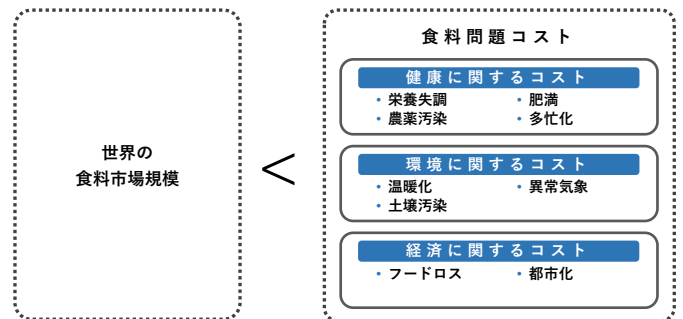 世界の
食料市場規模
<
食料問題コスト
健康に関するコスト
・栄養失調 ・肥満
・農薬汚染 ・多忙化
環境に関するコスト
・温暖化 ・異常気象
・土壌汚染
経済に関するコスト
・フードロス ・都市化